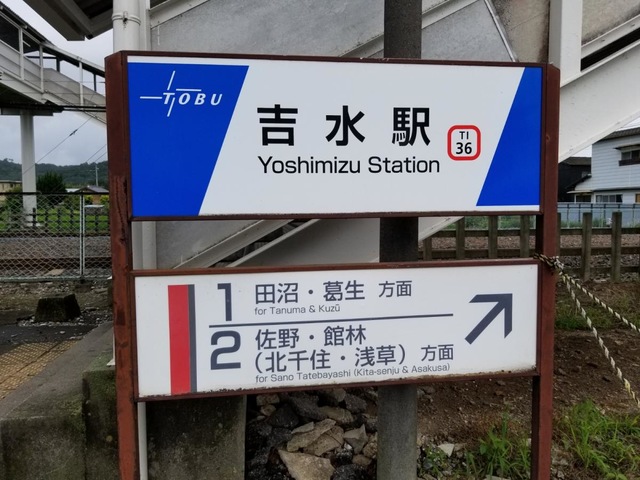 TOBU
吉水駅 TI 36
Yoshimizu Station
1 田沼・葛生 方面
for Tanuma & Kuzū
2 佐野・館林
(北千住・浅草) 方面
for Sano Tatebayashi (Kita-senju & Asakusa)